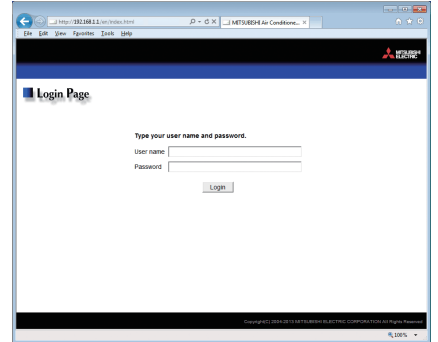 http://192.168.1.1/en/index.html
MITSUBISHI Air Conditione...
File Edit View Favorites Tools Help
MITSUBISHI
ELECTRIC
Login Page
Type your user name and password.
User name
Password
Login
Copyright(C) 2004-2013 MITSUBISHI ELECTRIC CORPORATION All Rights Reserved
100%